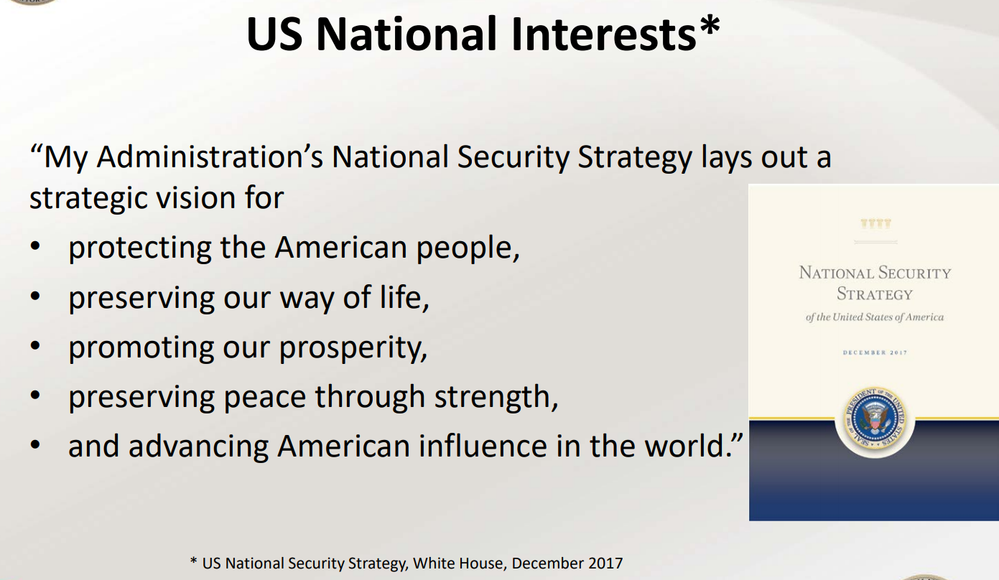 US National Interests*
“My Administration’s National Security Strategy lays out a
strategic vision for
• protecting the American people,
• preserving our way of life,
• promoting our prosperity,
• preserving peace through strength,
• and advancing American influence in the world.”
NATIONAL SECURITY
STRATEGY
of the United States of America
DECEMBER 2017
SEAL OF THE PRESIDENT OF THE UNITED STATES
* US National Security Strategy, White House, December 2017